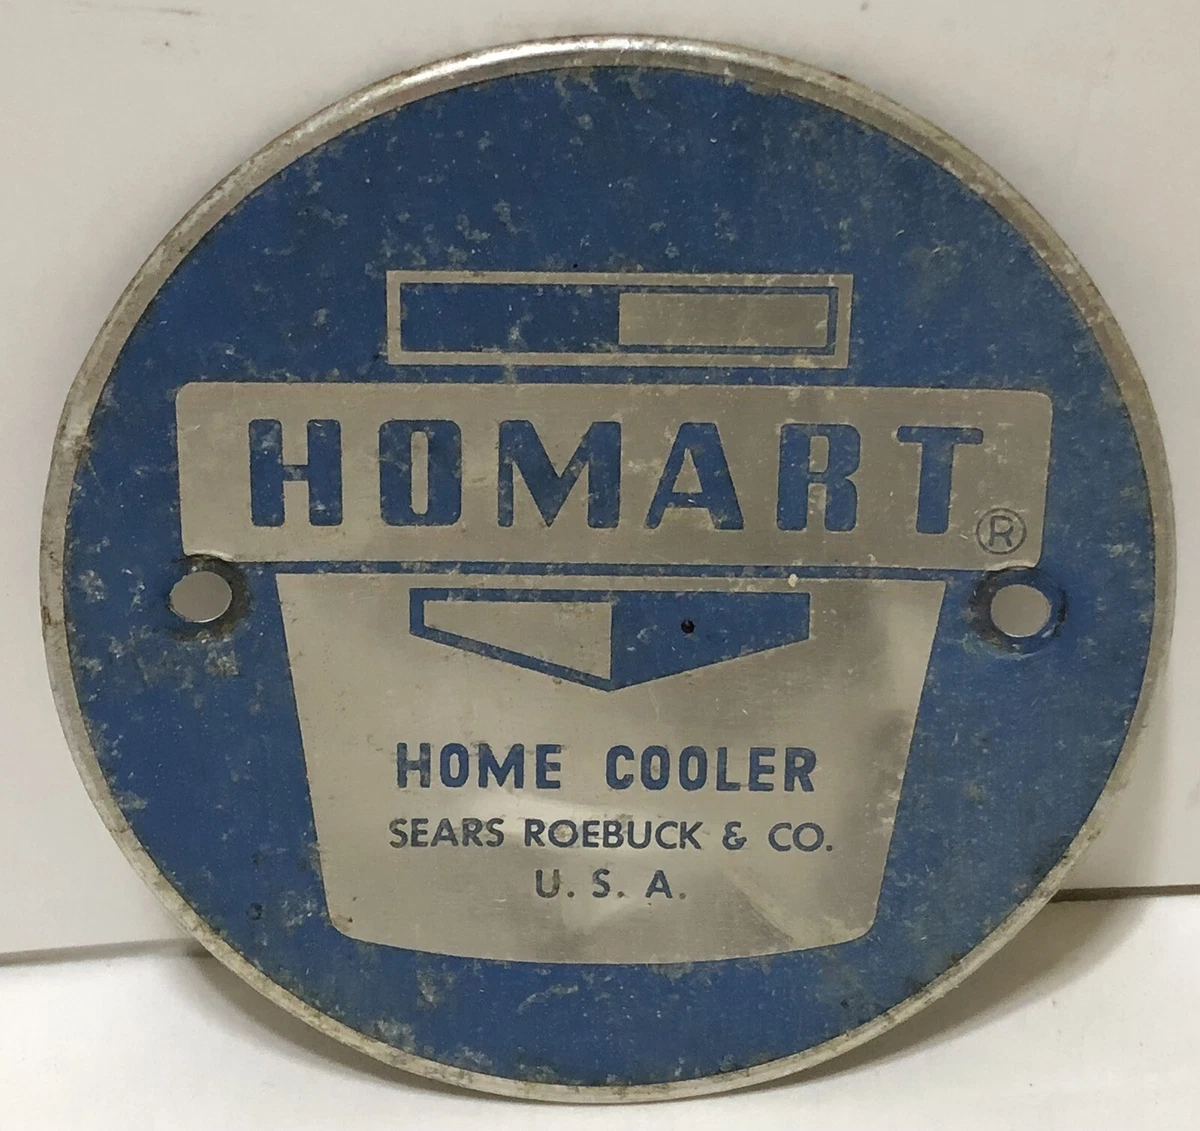 HOMART ®
HOME COOLER
SEARS ROEBUCK & CO.
U. S. A.